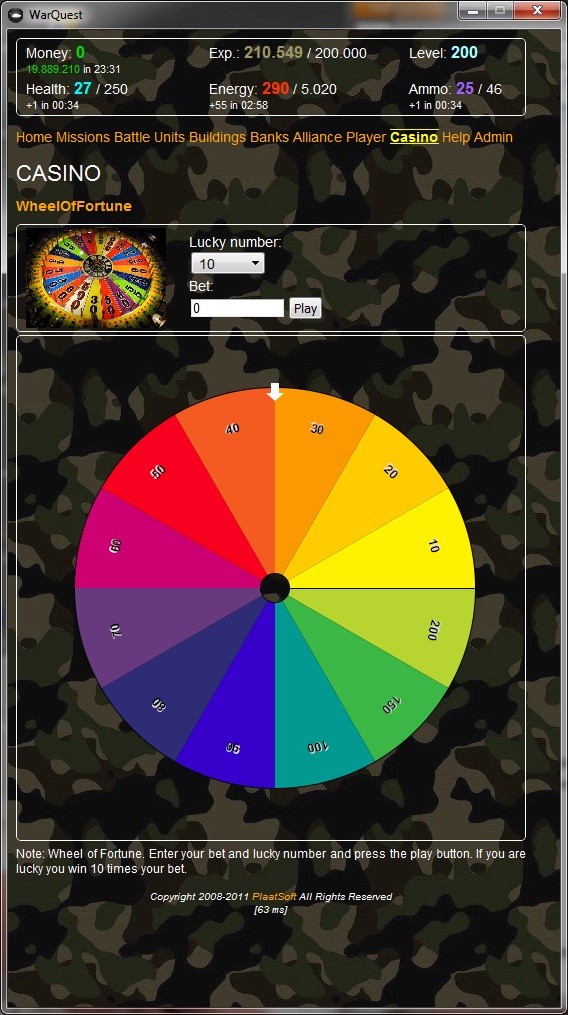 WarQuest
Money: 0 Exp.: 210.549 / 200.000 Level: 200
19.889.210 in 23:31
Health: 27 / 250 Energy: 290 / 5.020 Ammo: 25 / 46
+1 in 00:34 +55 in 02:58 +1 in 00:34
Home Missions Battle Units Buildings Banks Alliance Player Casino Help Admin
CASINO
WheelOfFortune
Lucky number:
10
Bet:
0 Play
40 30
50 20
60 10
70 200
80 150
90 100
Note: Wheel of Fortune. Enter your bet and lucky number and press the play button. If you are
lucky you win 10 times your bet.
Copyright 2008-2011 PlaatSoft All Rights Reserved
[63 ms]